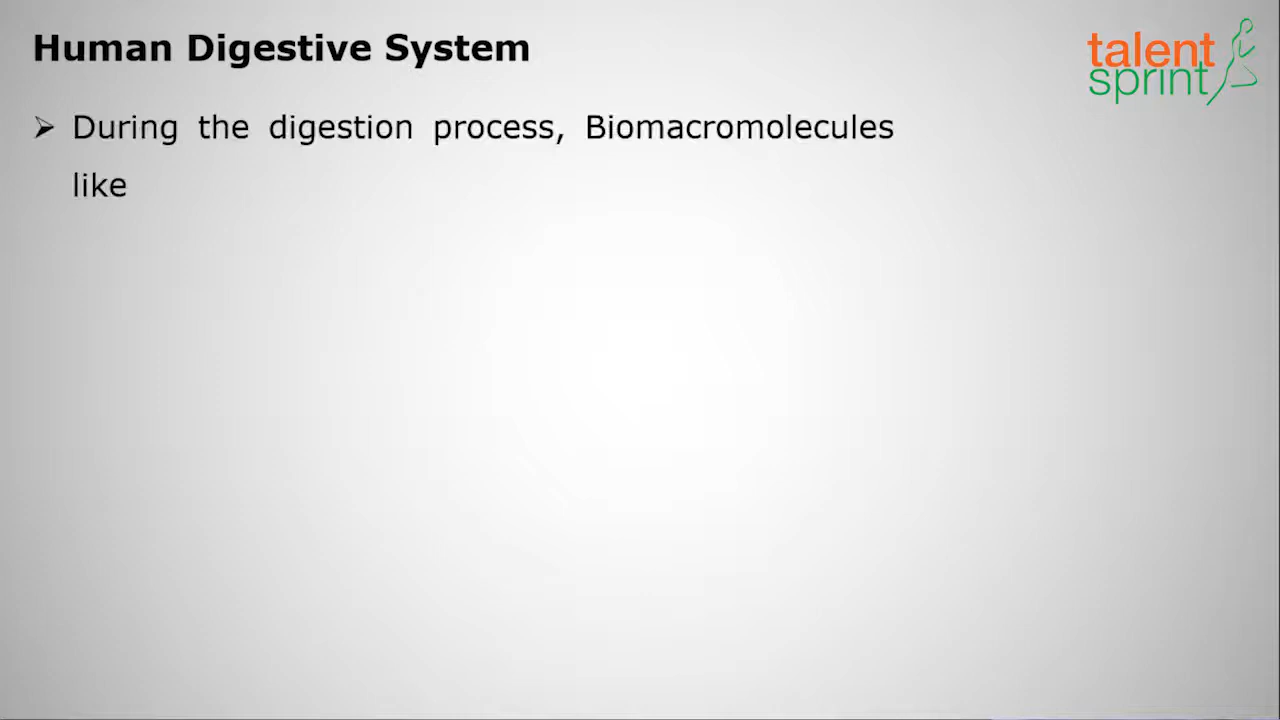 Human Digestive System
talent
sprint
➢ During the digestion process, Biomacromolecules
like